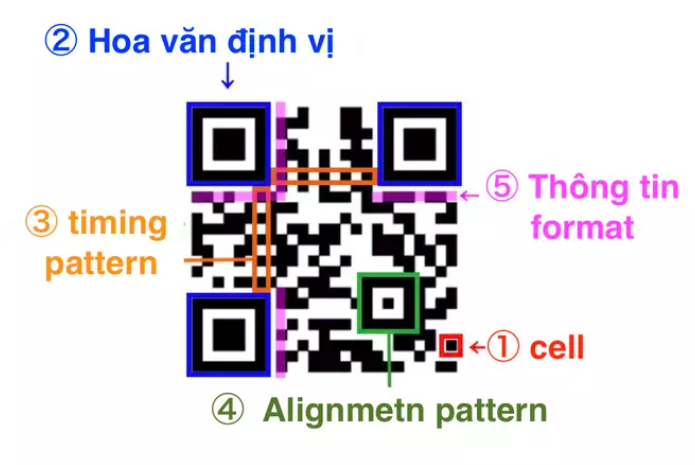 ② Hoa văn định vị
⑤ Thông tin
format
③ timing
pattern
① cell
④ Alignmetn pattern